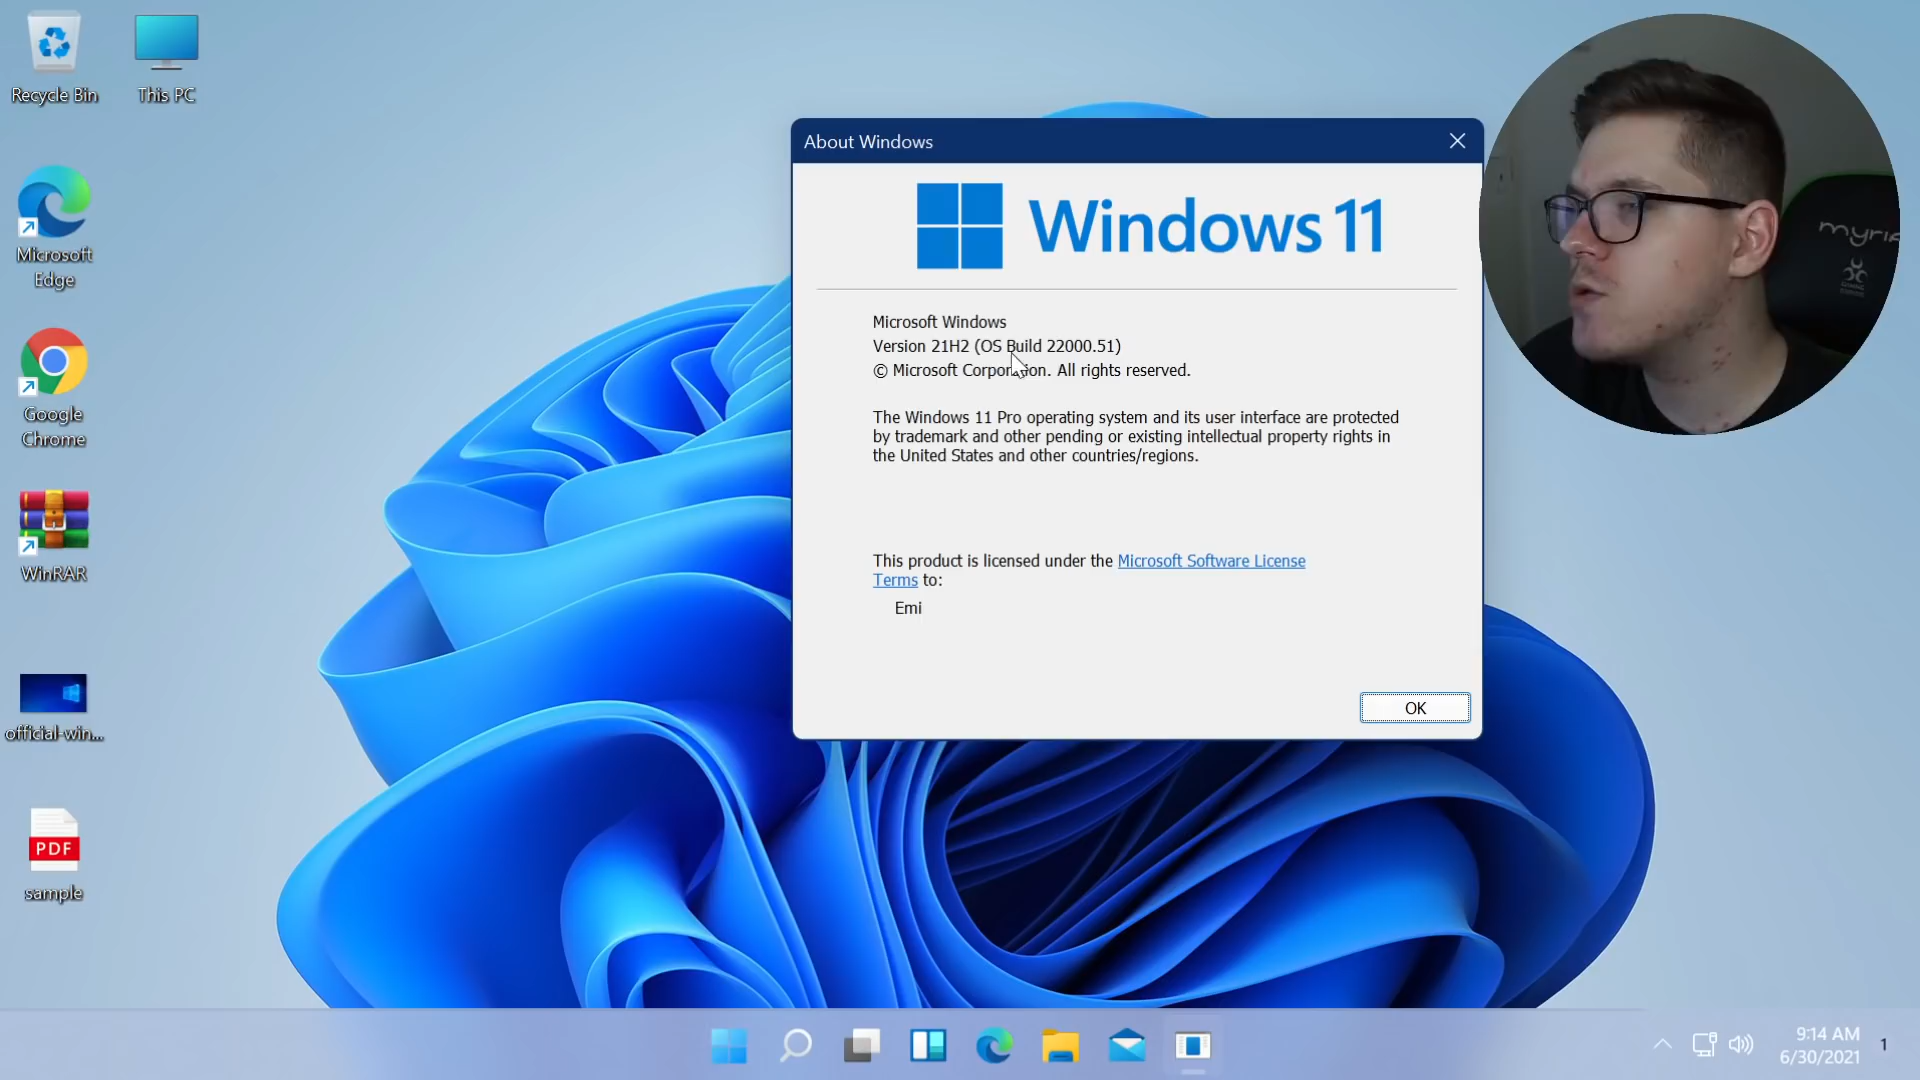 Recycle Bin
This PC
Microsoft
Edge
Google
Chrome
WinRAR
official-win...
PDF
sample
About Windows
Windows 11
Microsoft Windows
Version 21H2 (OS Build 22000.51)
© Microsoft Corporation. All rights reserved.
The Windows 11 Pro operating system and its user interface are protected
by trademark and other pending or existing intellectual property rights in
the United States and other countries/regions.
This product is licensed under the Microsoft Software License
Terms to:
Emi
OK
9:14 AM
6/30/2021
1